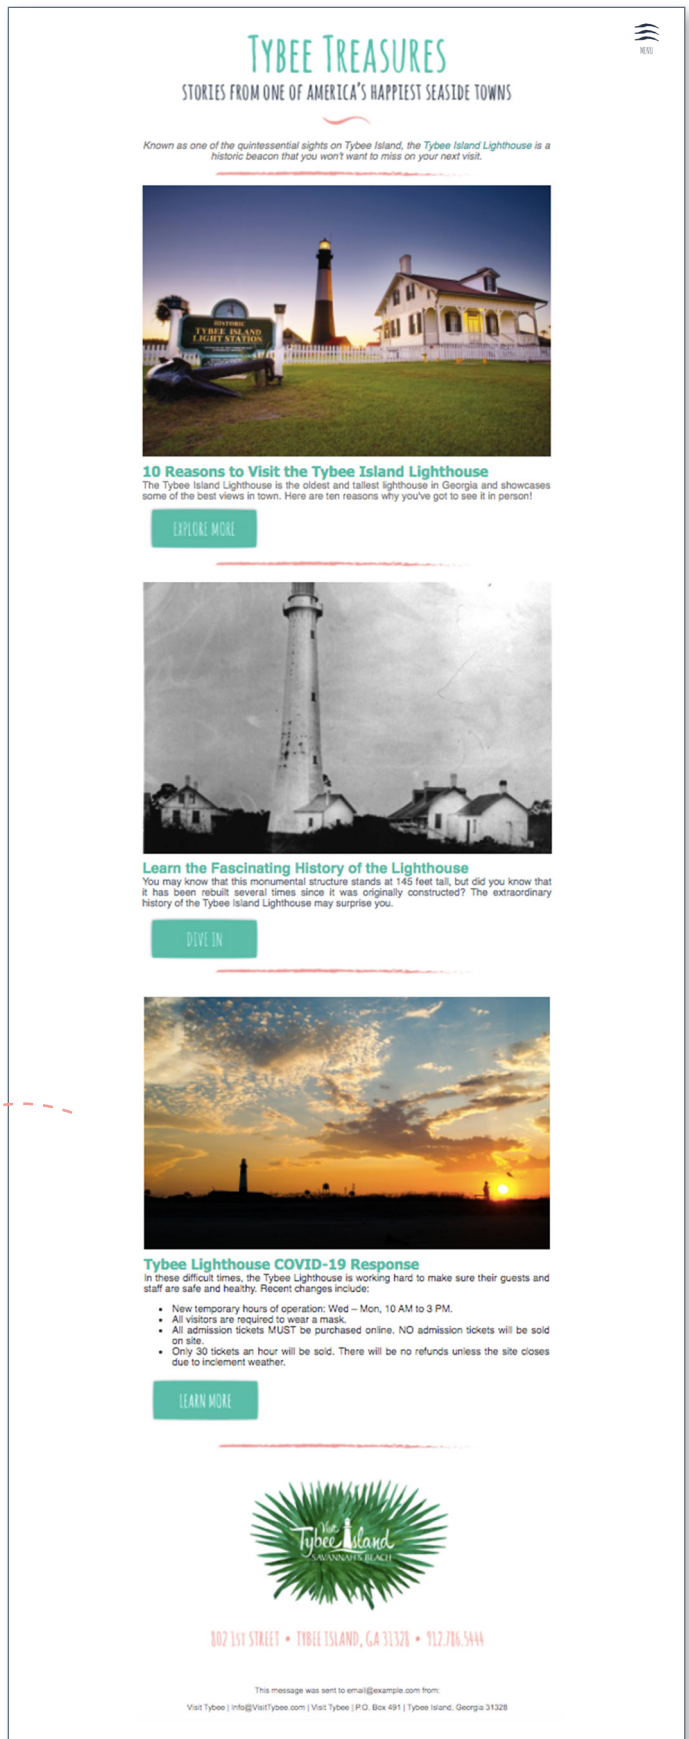 TYBEE TREASURES
STORIES FROM ONE OF AMERICA'S HAPPIEST SEASIDE TOWNS
MENU
Known as one of the quintessential sights on Tybee Island, the Tybee Island Lighthouse is a
historic beacon that you won't want to miss on your next visit.
HISTORIC
TYBEE ISLAND
LIGHT STATION
10 Reasons to Visit the Tybee Island Lighthouse
The Tybee Island Lighthouse is the oldest and tallest lighthouse in Georgia and showcases
some of the best views in town. Here are ten reasons why you've got to see it in person!
EXPLORE MORE
Learn the Fascinating History of the Lighthouse
You may know that this monumental structure stands at 145 feet tall, but did you know that
it has been rebuilt several times since it was originally constructed? The extraordinary
history of the Tybee Island Lighthouse may surprise you.
DIVE IN
Tybee Lighthouse COVID-19 Response
In these difficult times, the Tybee Lighthouse is working hard to make sure their guests and
staff are safe and healthy. Recent changes include:
• New temporary hours of operation: Wed – Mon, 10 AM to 3 PM.
• All visitors are required to wear a mask.
• All admission tickets MUST be purchased online. NO admission tickets will be sold
on site.
• Only 30 tickets an hour will be sold. There will be no refunds unless the site closes
due to inclement weather.
LEARN MORE
Visit
Tybee Island
SAVANNAH'S BEACH
802 1ST STREET • TYBEE ISLAND, GA 31328 • 912.786.5444
This message was sent to email@example.com from:
Visit Tybee | Info@VisitTybee.com | Visit Tybee | P.O. Box 491 | Tybee Island, Georgia 31328